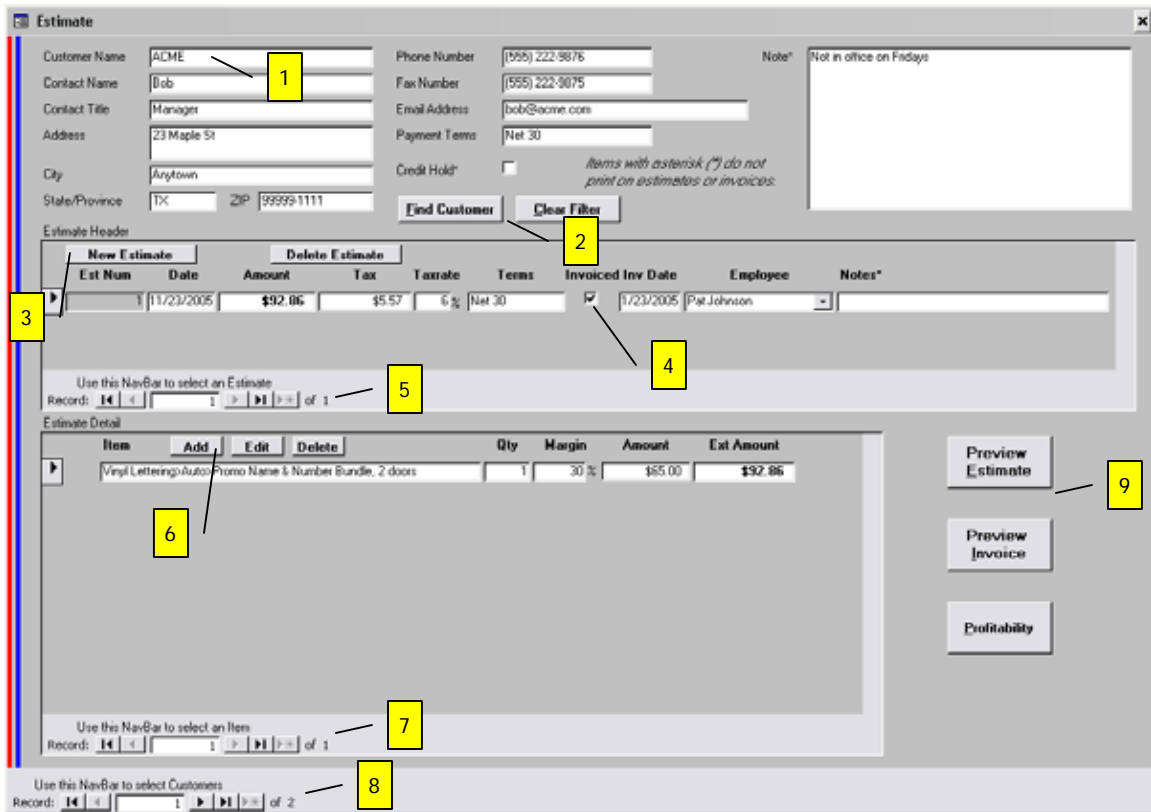 Estimate
Customer Name ACME Phone Number (555) 222-9876 Note* Not in office on Fridays
1
Contact Name Bob Fax Number (555) 222-9875
Contact Title Manager Email Address bob@acme.com
Address 23 Maple St Payment Terms Net 30
Credit Hold* Items with asterisk (*) do not
print on estimates or invoices.
City Anytown
State/Province TX ZIP 99999-1111 Find Customer Clear Filter
2
Estimate Header
New Estimate Delete Estimate
Est Num Date Amount Tax Taxrate Terms Invoiced Inv Date Employee Notes*
1 11/23/2005 $92.86 $5.57 6 % Net 30 1/23/2005 Pat Johnson
3
4
Use this NavBar to select an Estimate
5
Record: 1 of 1
Estimate Detail
Item Add Edit Delete Qty Margin Amount Ext Amount
Vinyl Lettering>Auto>Promo Name & Number Bundle, 2 doors 1 30 % $65.00 $92.86
6
Preview
Estimate
9
Preview
Invoice
Profitability
Use this NavBar to select an Item
7
Record: 1 of 1
Use this NavBar to select Customers
8
Record: 1 of 2